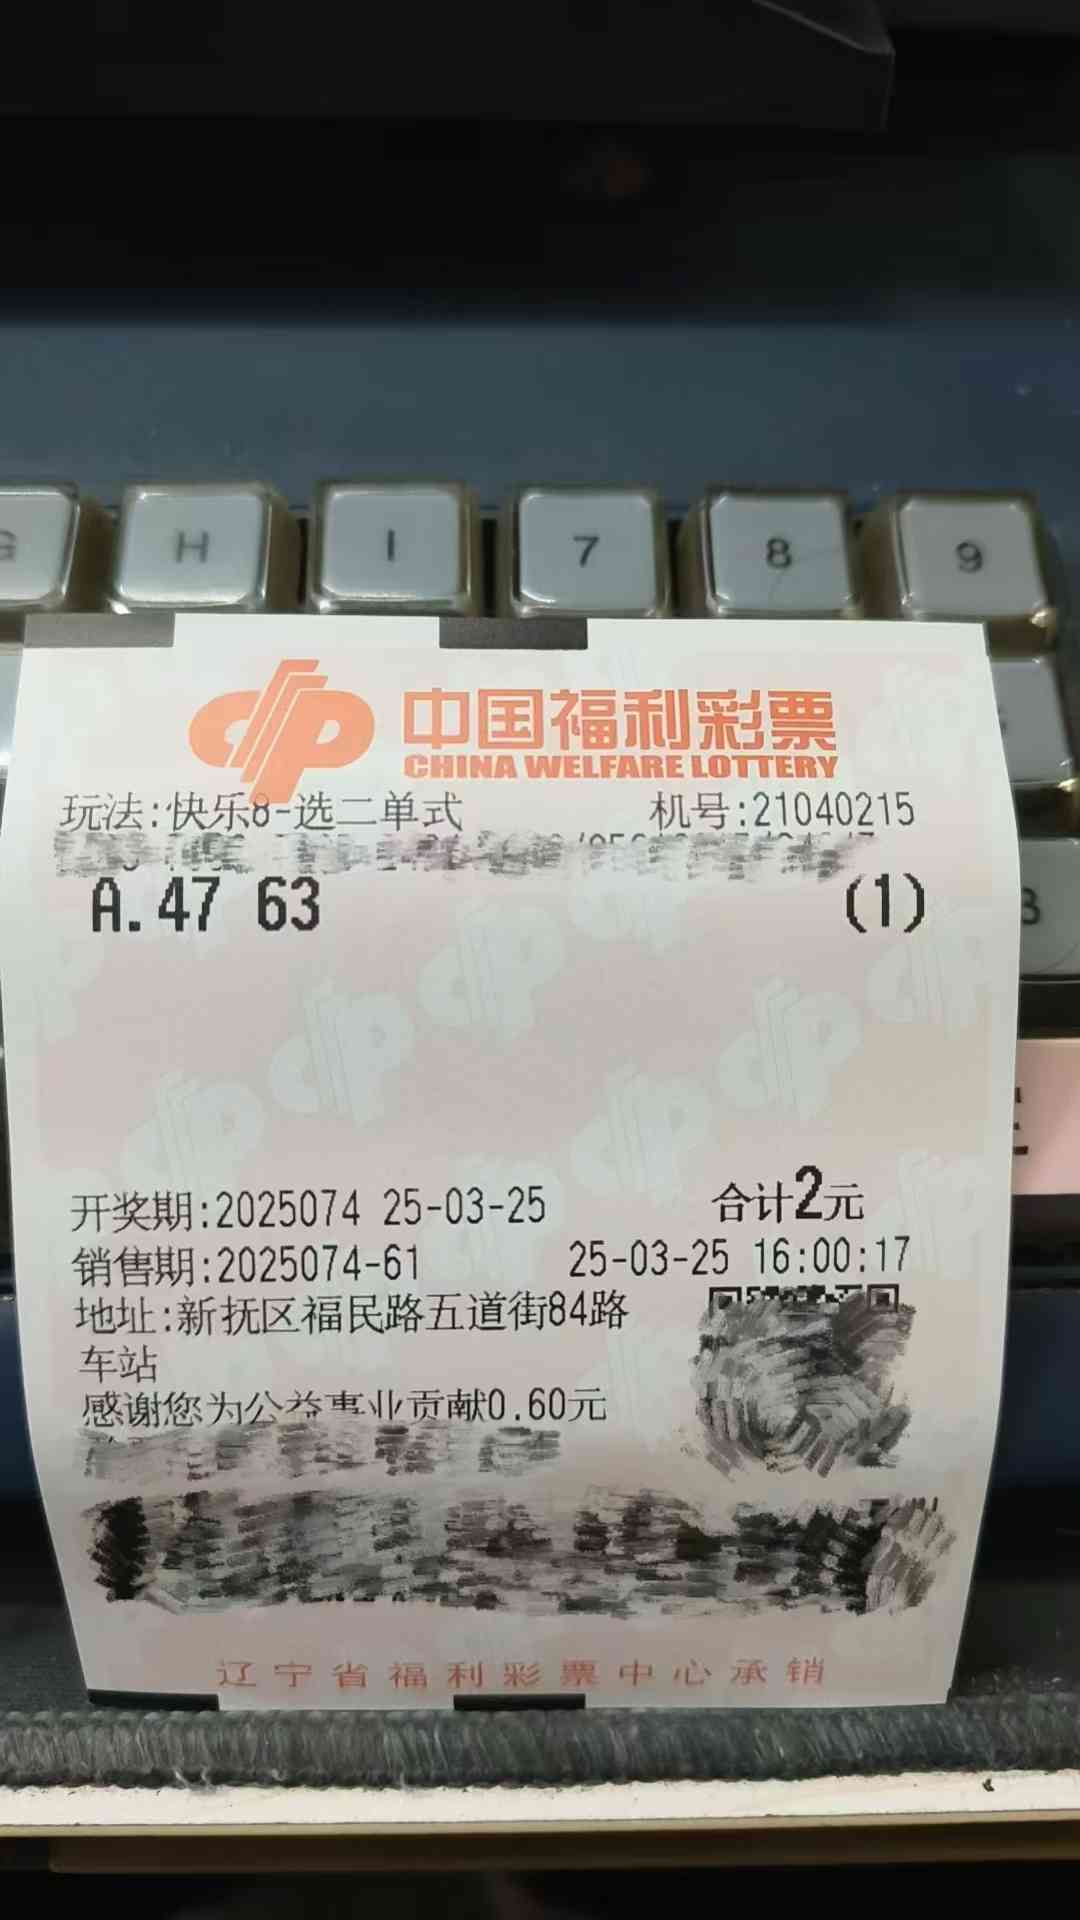 G H I 7 8 9
中国福利彩票
CHINA WELFARE LOTTERY
玩法:快乐8-选二单式 机号:21040215
A.47 63 (1)
3
开奖期:2025074 25-03-25 合计2元
销售期:2025074-61 25-03-25 16:00:17
地址:新抚区福民路五道街84路
车站
感谢您为公益事业贡献0.60元
辽宁省福利彩票中心承销